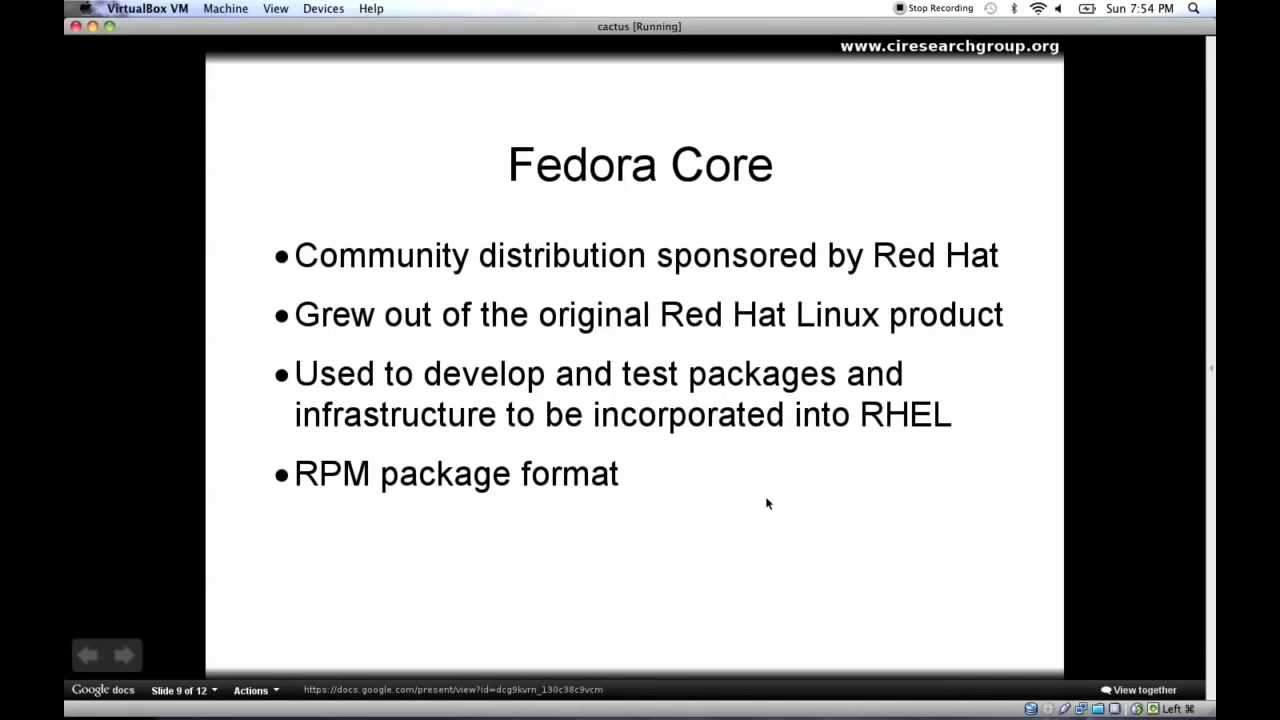 VirtualBox VM Machine View Devices Help Stop Recording Sun 7:54 PM
cactus [Running]
www.ciresearchgroup.org
Fedora Core
•Community distribution sponsored by Red Hat
•Grew out of the original Red Hat Linux product
•Used to develop and test packages and
infrastructure to be incorporated into RHEL
•RPM package format
Google docs Slide 9 of 12 Actions https://docs.google.com/present/view?id=dcg9kvrn_130c38c9vcm View together
Left ⌘